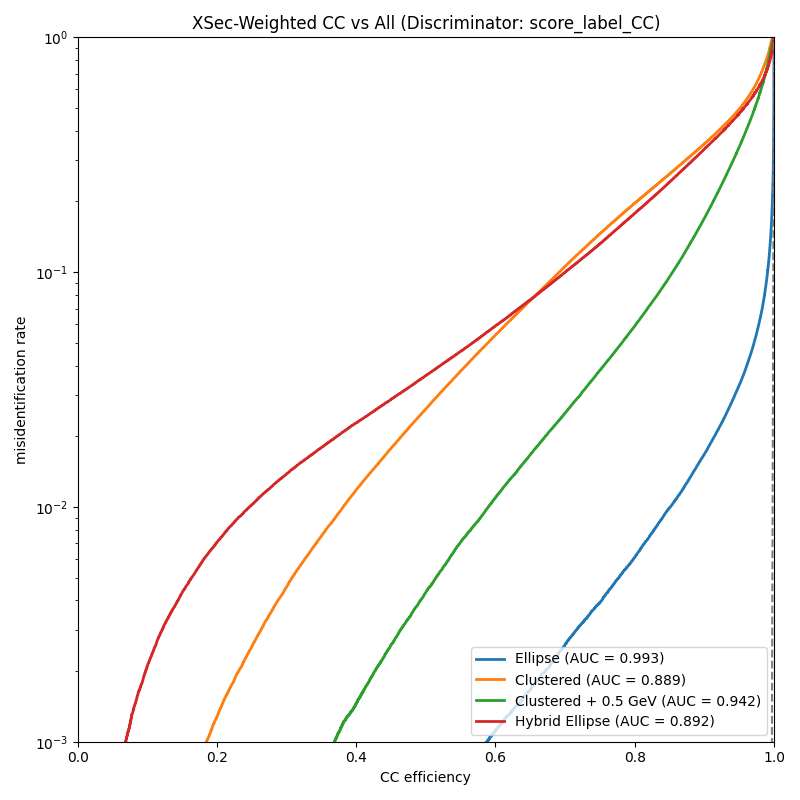 XSec-Weighted CC vs All (Discriminator: score_label_CC)
misidentification rate
10⁰
10⁻¹
10⁻²
10⁻³
Ellipse (AUC = 0.993)
Clustered (AUC = 0.889)
Clustered + 0.5 GeV (AUC = 0.942)
Hybrid Ellipse (AUC = 0.892)
0.0 0.2 0.4 0.6 0.8 1.0
CC efficiency